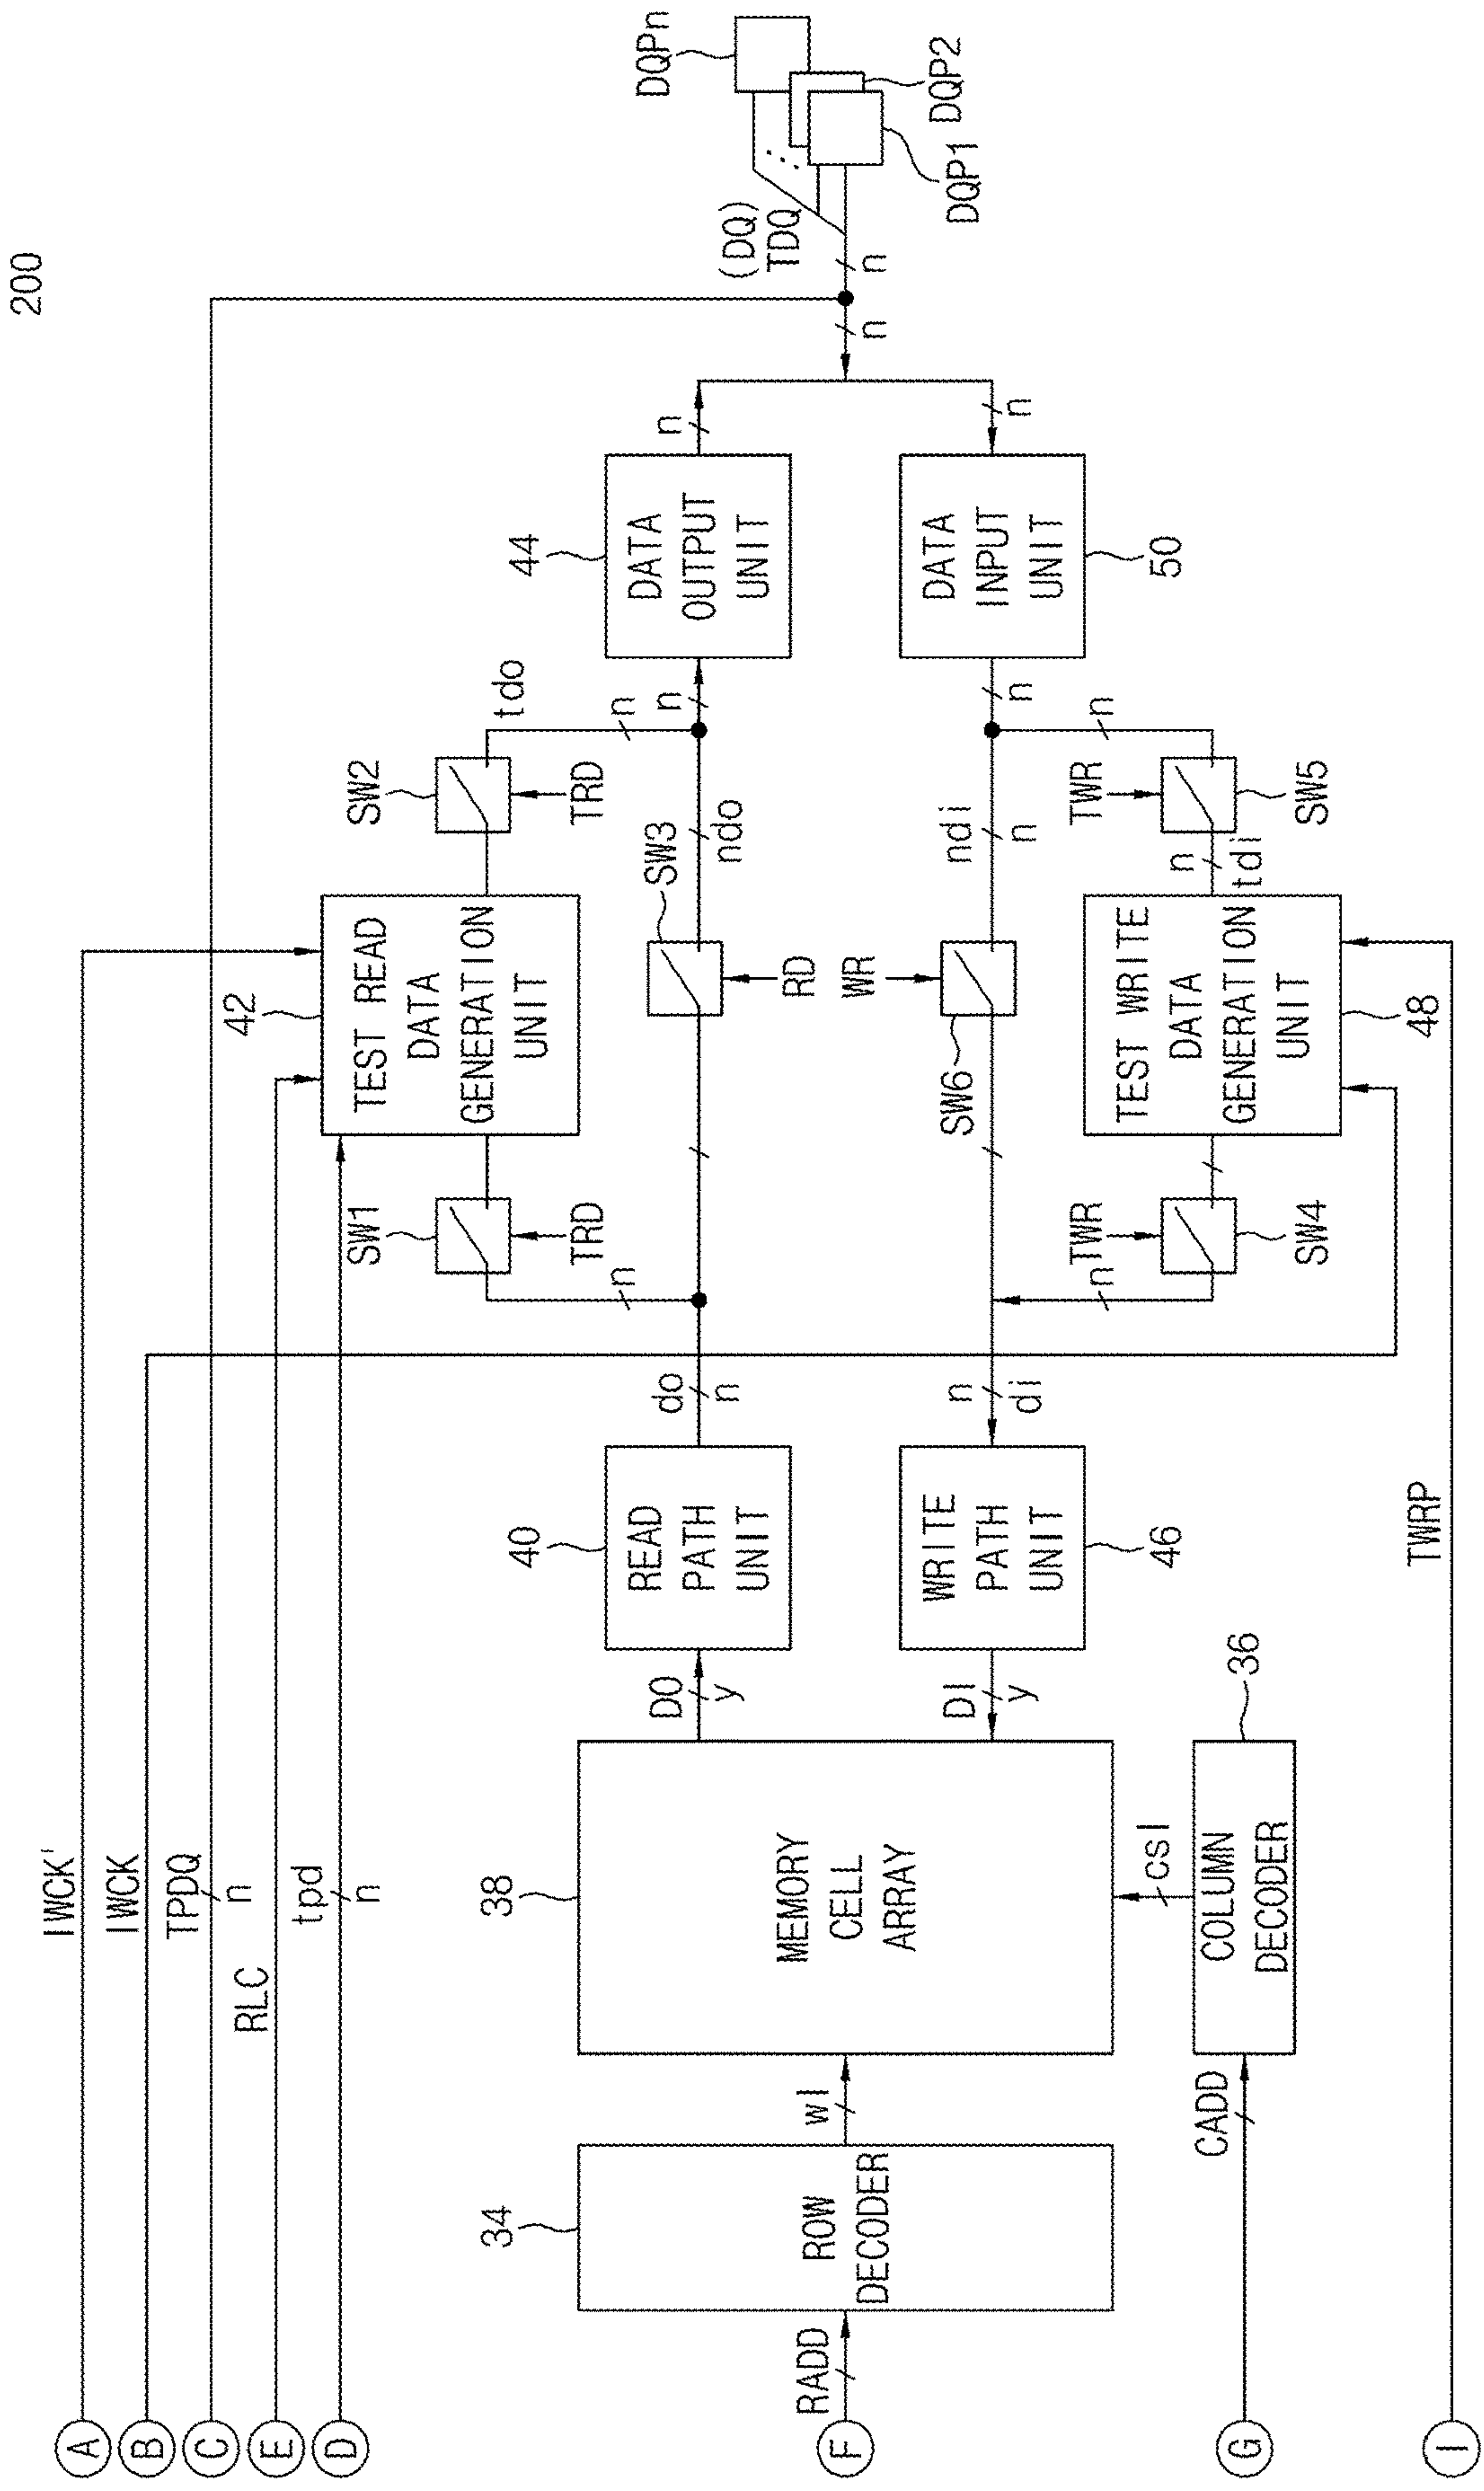 200
A
IWCK'
B
IWCK
C
TPDQ
n
E
RLC
D
tpd
n
42
TEST READ
DATA
GENERATION
UNIT
SW1
TRD
n
SW2
TRD
tdo
n
40
READ
PATH
UNIT
DO
y
do
n
SW3
RD
ndo
n
44
DATA
OUTPUT
UNIT
n
F
RADD
34
ROW
DECODER
wl
38
MEMORY
CELL
ARRAY
n
n
(DQ)
TDQ
DQPn
DQP2
DQP1
DI
y
46
WRITE
PATH
UNIT
n
di
SW6
WR
ndi
n
n
50
DATA
INPUT
UNIT
n
G
CADD
36
COLUMN
DECODER
csl
n
TWR
SW4
48
TEST WRITE
DATA
GENERATION
UNIT
n
tdi
TWR
SW5
n
I
TWRP